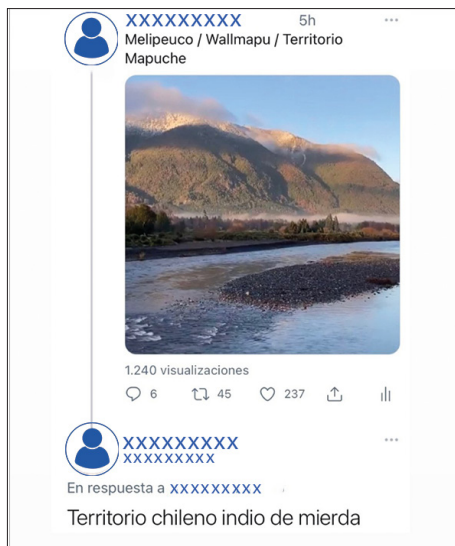 XXXXXXXXX 5h
Melipeuco / Wallmapu / Territorio
Mapuche
1.240 visualizaciones
6 45 237
XXXXXXXXX
XXXXXXXXX
En respuesta a XXXXXXXXX
Territorio chileno indio de mierda